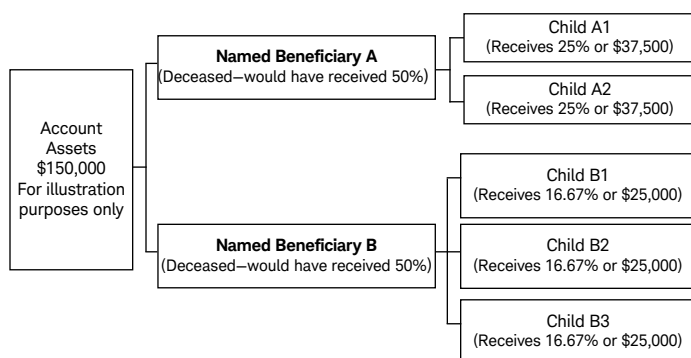 Account
Assets
$150,000
For illustration
purposes only
Named Beneficiary A
(Deceased–would have received 50%)
Child A1
(Receives 25% or $37,500)
Child A2
(Receives 25% or $37,500)
Named Beneficiary B
(Deceased–would have received 50%)
Child B1
(Receives 16.67% or $25,000)
Child B2
(Receives 16.67% or $25,000)
Child B3
(Receives 16.67% or $25,000)